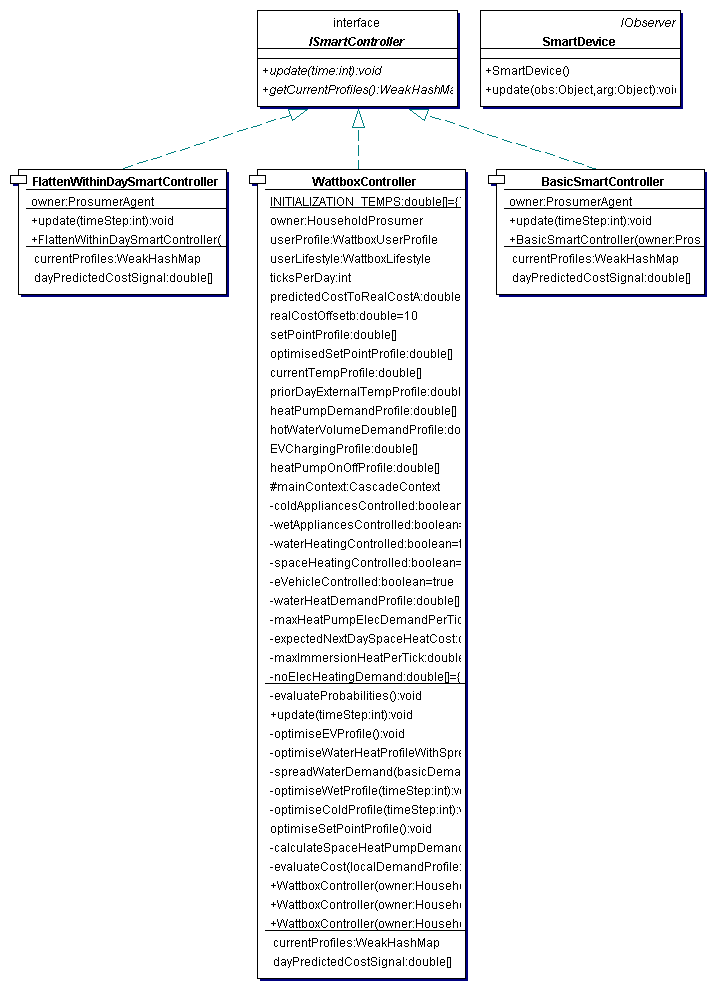 interface
ISmartController
+update(time:int):void
+getCurrentProfiles():WeakHashMa
IObserver
SmartDevice
+SmartDevice()
+update(obs:Object,arg:Object):voi
FlattenWithinDaySmartController
owner:ProsumerAgent
+update(timeStep:int):void
+FlattenWithinDaySmartController(
currentProfiles:WeakHashMap
dayPredictedCostSignal:double[]
WattboxController
INITIALIZATION_TEMPS:double[]={
owner:HouseholdProsumer
userProfile:WattboxUserProfile
userLifestyle:WattboxLifestyle
ticksPerDay:int
predictedCostToRealCostA:double
realCostOffsetb:double=10
setPointProfile:double[]
optimisedSetPointProfile:double[]
currentTempProfile:double[]
priorDayExternalTempProfile:doubl
heatPumpDemandProfile:double[]
hotWaterVolumeDemandProfile:do
EVChargingProfile:double[]
heatPumpOnOffProfile:double[]
#mainContext:CascadeContext
-coldAppliancesControlled:boolean
-wetAppliancesControlled:boolean=
-waterHeatingControlled:boolean=t
-spaceHeatingControlled:boolean=
-eVehicleControlled:boolean=true
-waterHeatDemandProfile:double[]
-maxHeatPumpElecDemandPerTic
-expectedNextDaySpaceHeatCost:d
-maxImmersionHeatPerTick:double
-noElecHeatingDemand:double[]={
-evaluateProbabilities():void
+update(timeStep:int):void
-optimiseEVProfile():void
-optimiseWaterHeatProfileWithSpre
-spreadWaterDemand(basicDema
-optimiseWetProfile(timeStep:int):v
-optimiseColdProfile(timeStep:int):v
optimiseSetPointProfile():void
-calculateSpaceHeatPumpDemand
-evaluateCost(localDemandProfile:
+WattboxController(owner:Househ
+WattboxController(owner:Househ
+WattboxController(owner:Househ
currentProfiles:WeakHashMap
dayPredictedCostSignal:double[]
BasicSmartController
owner:ProsumerAgent
+update(timeStep:int):void
+BasicSmartController(owner:Pros
currentProfiles:WeakHashMap
dayPredictedCostSignal:double[]